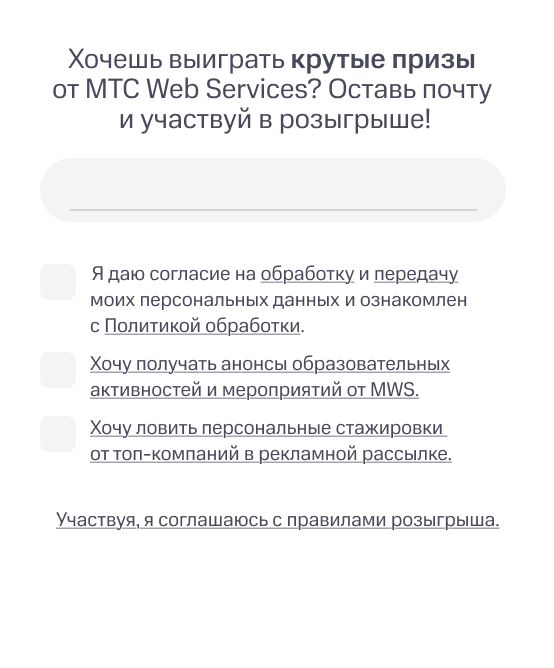 Хочешь выиграть крутые призы
от МТС Web Services? Оставь почту
и участвуй в розыгрыше!
Я даю согласие на обработку и передачу
моих персональных данных и ознакомлен
с Политикой обработки.
Хочу получать анонсы образовательных
активностей и мероприятий от MWS.
Хочу ловить персональные стажировки
от топ-компаний в рекламной рассылке.
Участвуя, я соглашаюсь с правилами розыгрыша.